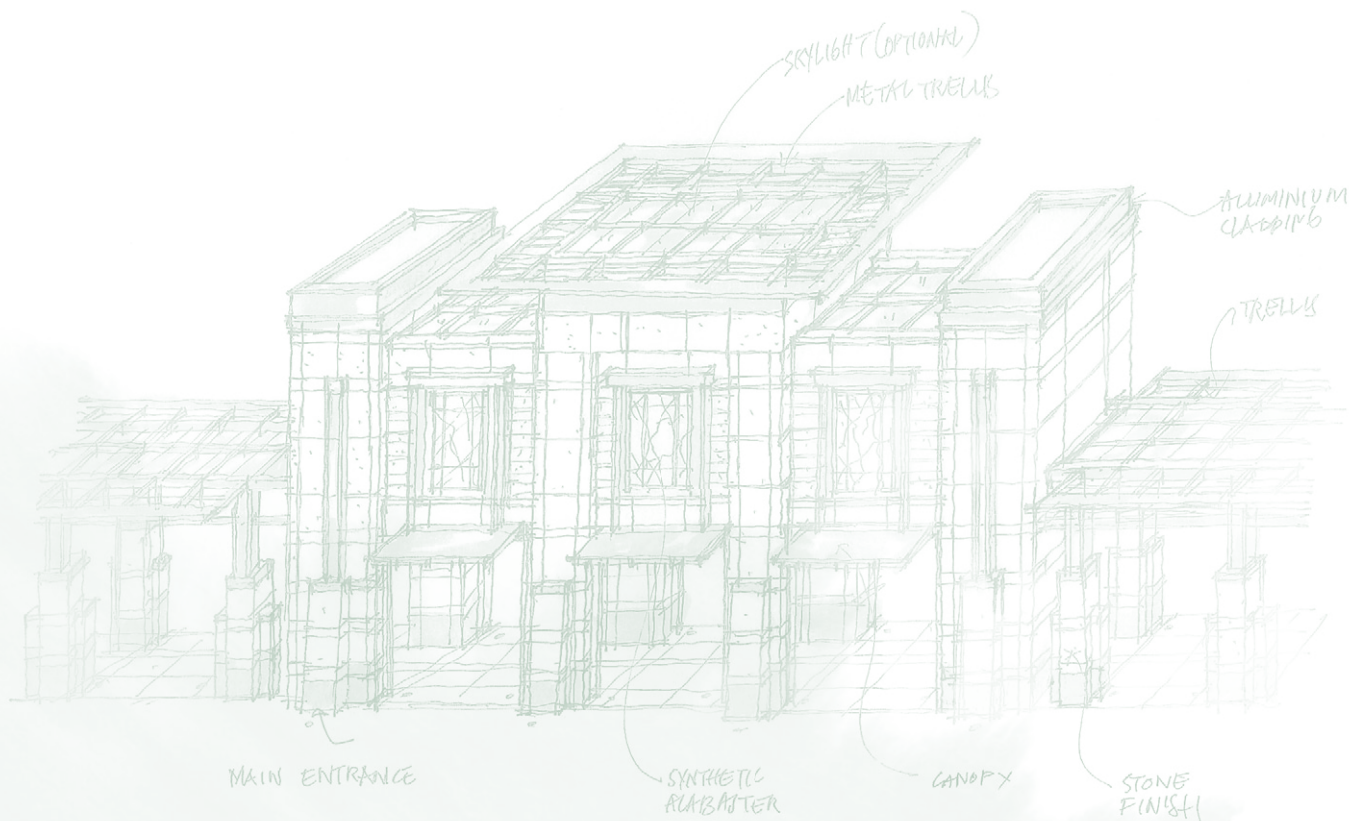 SKYLIGHT (OPTIONAL)
METAL TRELLIS
ALUMINIUM
CLADDING
TRELLIS
MAIN ENTRANCE
SYNTHETIC
ALABASTER
CANOPY
STONE
FINISH